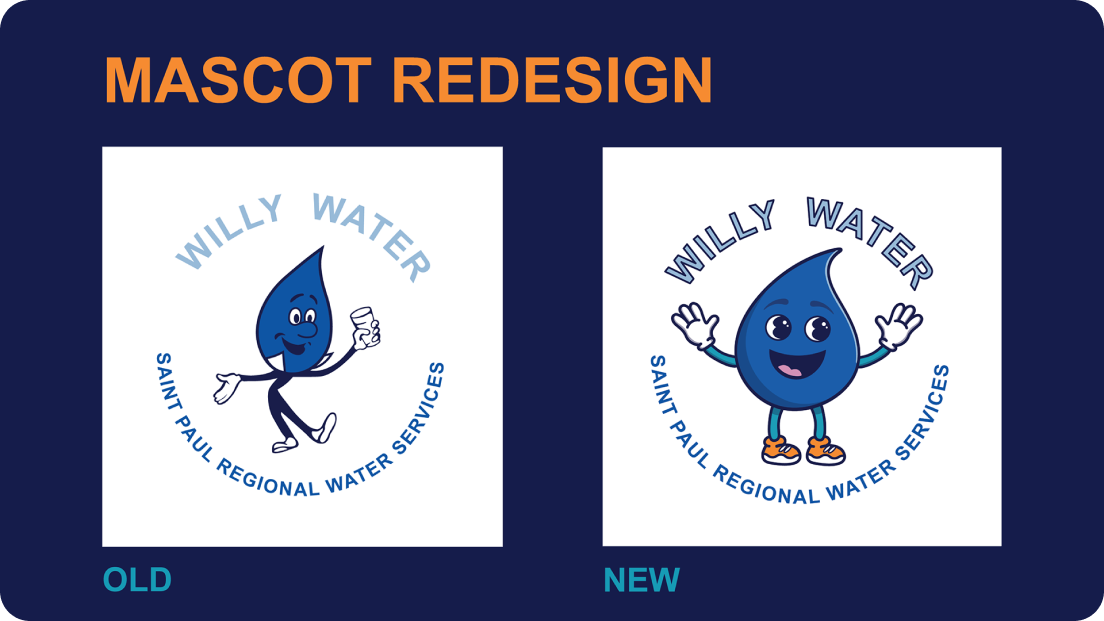 MASCOT REDESIGN
WILLY WATER
SAINT PAUL REGIONAL WATER SERVICES
OLD
WILLY WATER
SAINT PAUL REGIONAL WATER SERVICES
NEW